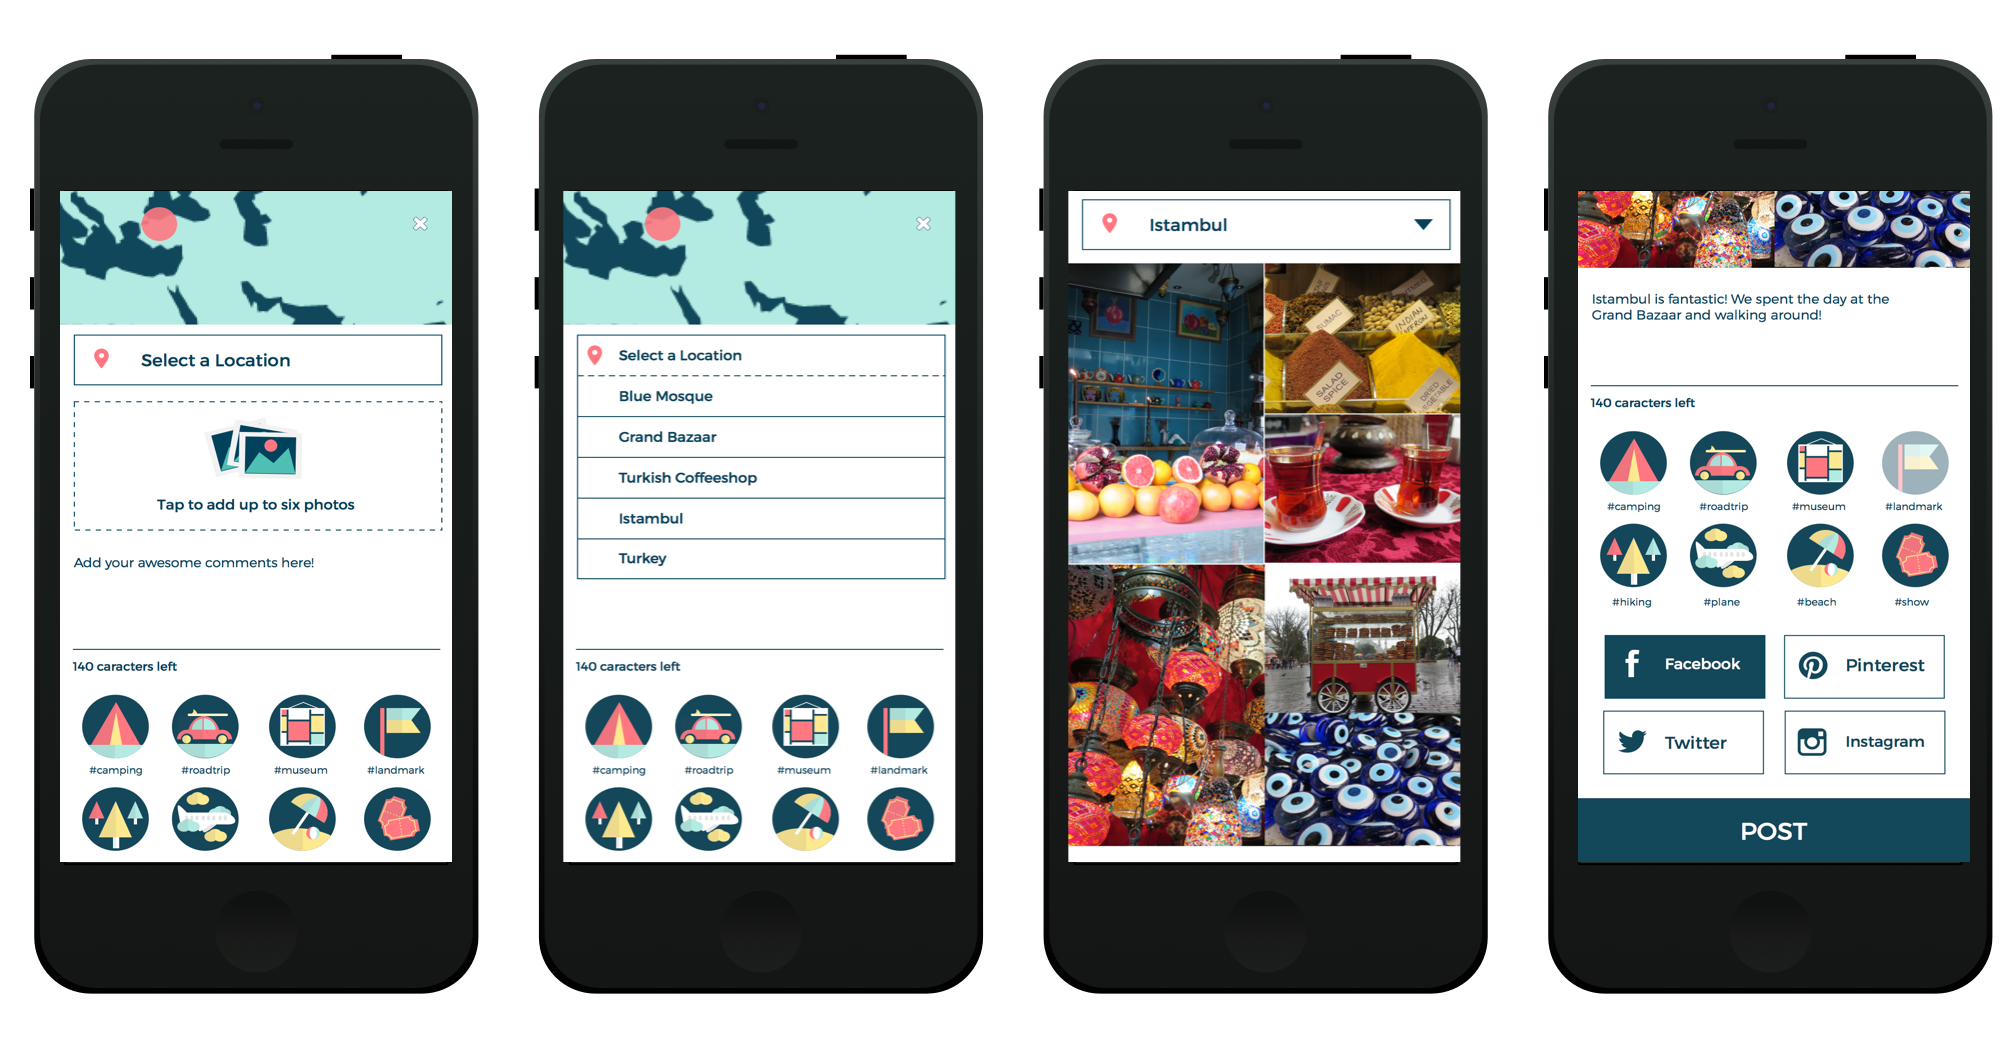 Select a Location
Tap to add up to six photos
Add your awesome comments here!
140 caracters left
#camping
#roadtrip
#museum
#landmark
Select a Location
Blue Mosque
Grand Bazaar
Turkish Coffeeshop
Istambul
Turkey
140 caracters left
#camping
#roadtrip
#museum
#landmark
Istambul
SUMAC
INDIAN
SALAD
SPICE
DRIED
Istambul is fantastic! We spent the day at the
Grand Bazaar and walking around!
140 caracters left
#camping
#roadtrip
#museum
#landmark
#hiking
#plane
#beach
#show
Facebook
Pinterest
Twitter
Instagram
POST